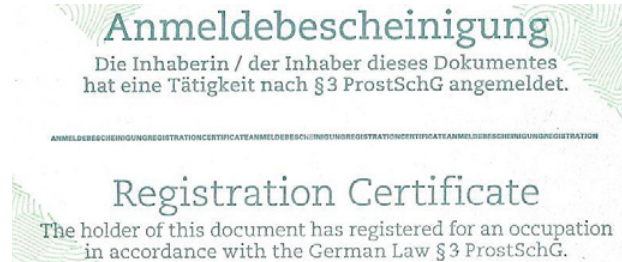 Anmeldebescheinigung
Die Inhaberin / der Inhaber dieses Dokumentes
hat eine Tätigkeit nach §3 ProstSchG angemeldet.
ANMELDEBESCHEINIGUNGREGISTRATIONCERTIFICATEANMELDEBESCHEINIGUNGREGISTRATIONCERTIFICATEANMELDEBESCHEINIGUNGREGISTRATION
Registration Certificate
The holder of this document has registered for an occupation
in accordance with the German Law §3 ProstSchG.